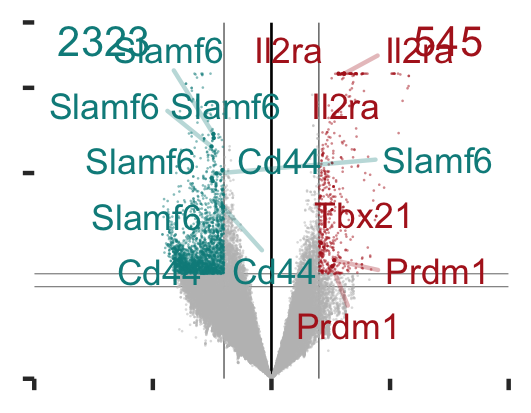 2323 545
Slamf6 Il2ra Il2ra
Slamf6 Slamf6 Il2ra
Slamf6 Cd44 Slamf6
Slamf6 Tbx21
Cd44 Cd44 Prdm1
Prdm1